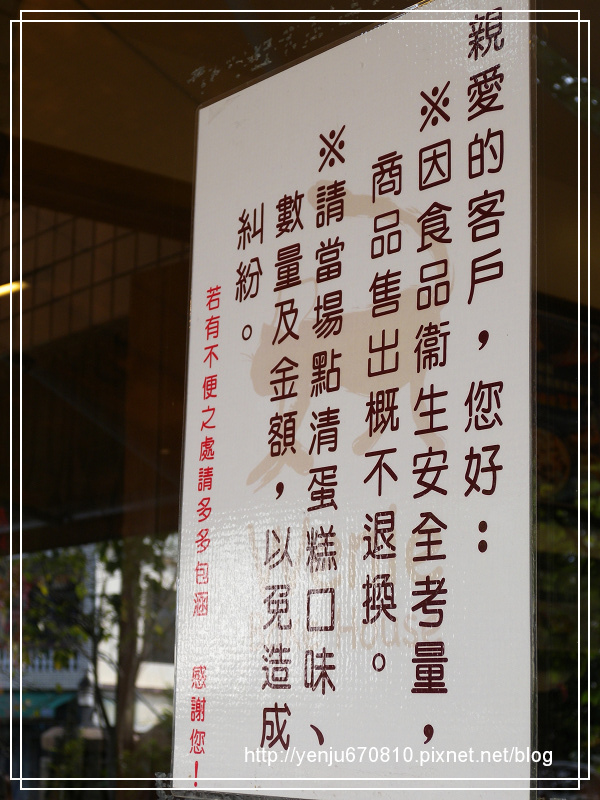 親愛的客戶，您好：
※因食品衞生安全考量，
商品售出概不退換。
※請當場點清蛋糕口味、
數量及金額，以免造成
糾紛。
若有不便之處請多多包涵 感謝您！
House
http://yenju670810.pixnet.net/blog